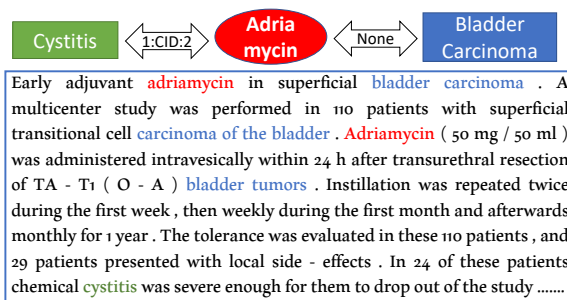 Cystitis
1:CID:2
Adria
mycin
None
Bladder
Carcinoma
Early adjuvant adriamycin in superficial bladder carcinoma . A
multicenter study was performed in 110 patients with superficial
transitional cell carcinoma of the bladder . Adriamycin ( 50 mg / 50 ml )
was administered intravesically within 24 h after transurethral resection
of TA - T1 ( O - A ) bladder tumors . Instillation was repeated twice
during the first week , then weekly during the first month and afterwards
monthly for 1 year . The tolerance was evaluated in these 110 patients , and
29 patients presented with local side - effects . In 24 of these patients
chemical cystitis was severe enough for them to drop out of the study .......